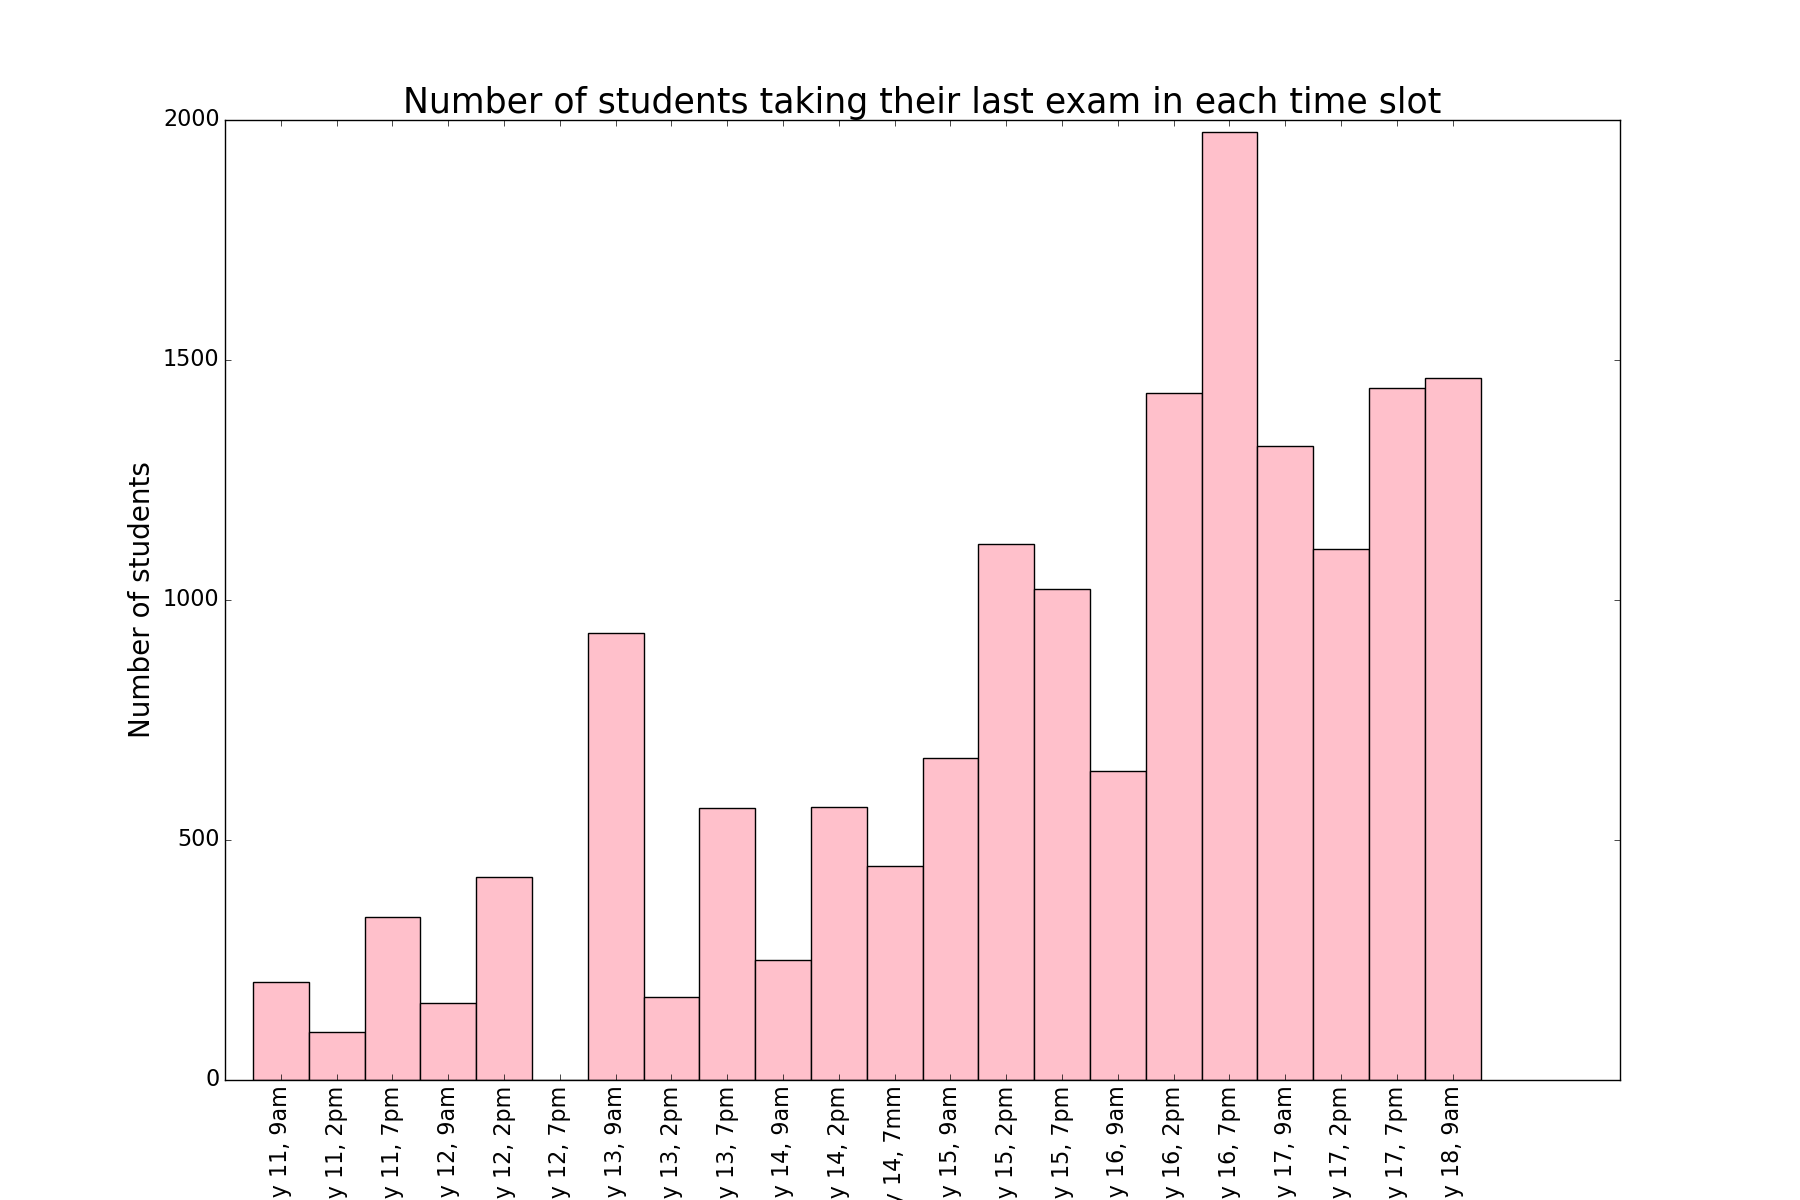 Number of students taking their last exam in each time slot
Number of students
2000
1500
1000
500
0
y 11, 9am
y 11, 2pm
y 11, 7pm
y 12, 9am
y 12, 2pm
y 12, 7pm
y 13, 9am
y 13, 2pm
y 13, 7pm
y 14, 9am
y 14, 2pm
y 14, 7mm
y 15, 9am
y 15, 2pm
y 15, 7pm
y 16, 9am
y 16, 2pm
y 16, 7pm
y 17, 9am
y 17, 2pm
y 17, 7pm
y 18, 9am